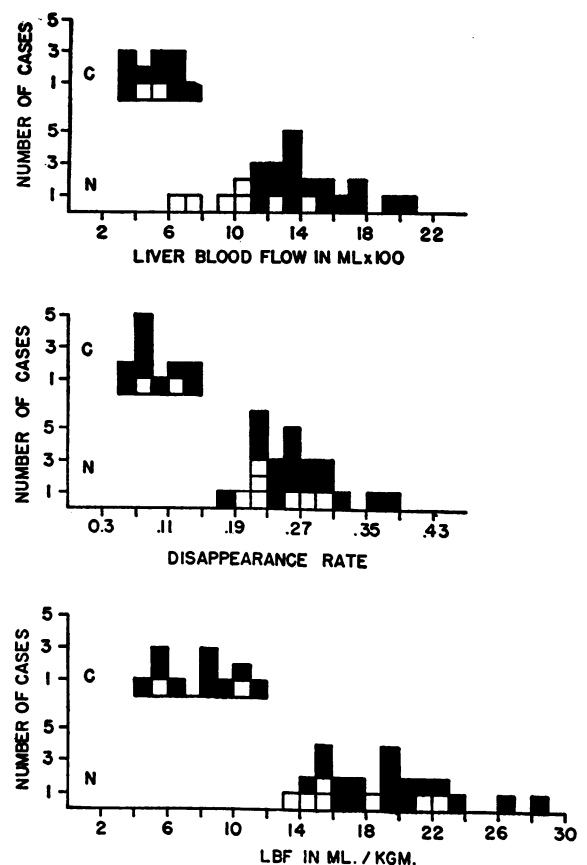 NUMBER OF CASES
5
3
1
C
5
3
1
N
2 6 10 14 18 22
LIVER BLOOD FLOW IN MLx100
NUMBER OF CASES
5
3
1
C
NUMBER OF CASES
5
3
1
N
0.3 .11 .19 .27 .35 .43
DISAPPEARANCE RATE
NUMBER OF CASES
5
3
1
C
5
3
1
N
2 6 10 14 18 22 26 30
LBF IN ML./KGM.